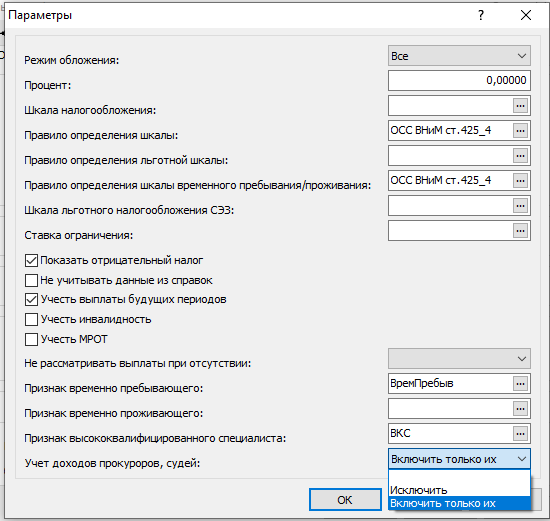 Параметры
Режим обложения: Все
Процент: 0,00000
Шкала налогообложения:
Правило определения шкалы: ОСС ВНиМ ст.425_4
Правило определения льготной шкалы:
Правило определения шкалы временного пребывания/проживания: ОСС ВНиМ ст.425_4
Шкала льготного налогообложения СЭЗ:
Ставка ограничения:
Показать отрицательный налог
Не учитывать данные из справок
Учесть выплаты будущих периодов
Учесть инвалидность
Учесть МРОТ
Не рассматривать выплаты при отсутствии:
Признак временно пребывающего: ВремПребыв
Признак временно проживающего:
Признак высококвалифицированного специалиста: ВКС
Учет доходов прокуроров, судей: Включить только их
Исключить
Включить только их
ОК